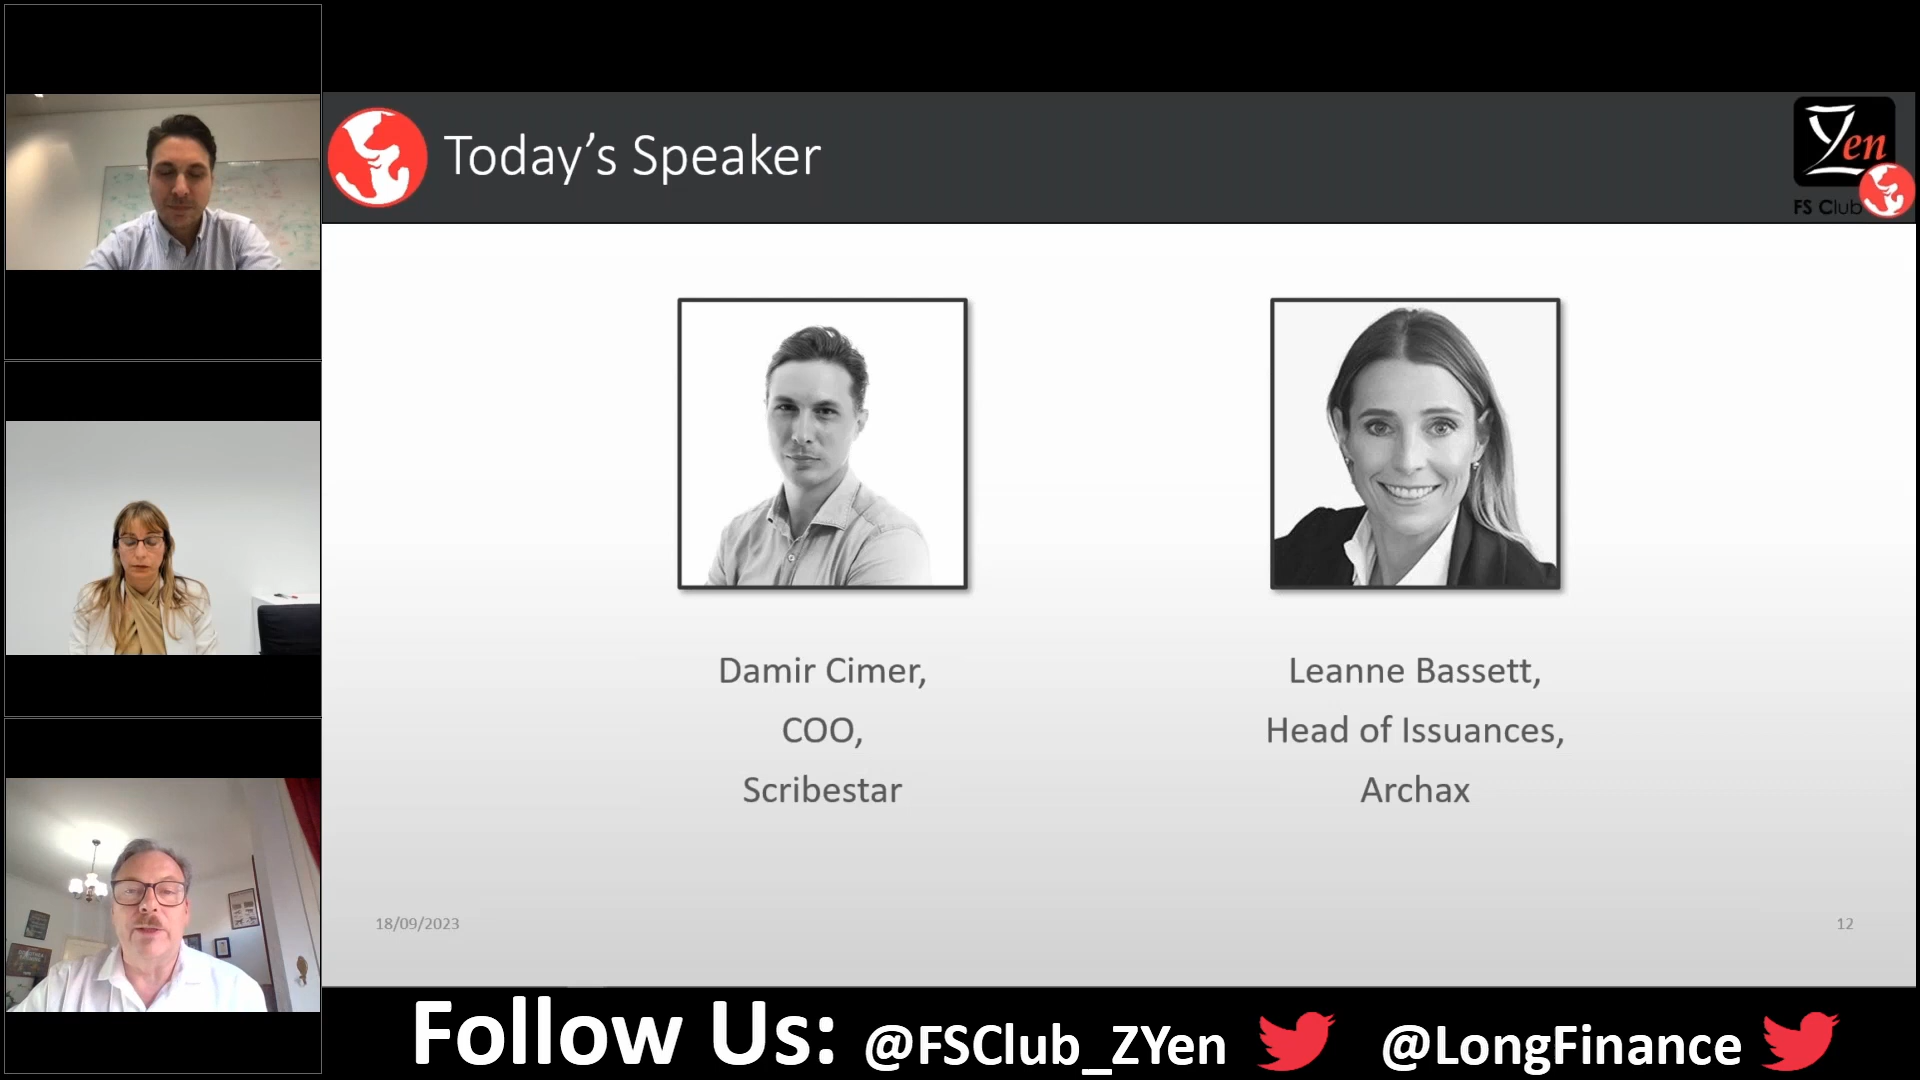 Today’s Speaker
Zen
FS Club
Damir Cimer,
COO,
Scribestar
Leanne Bassett,
Head of Issuances,
Archax
18/09/2023
12
Follow Us: @FSClub_ZYen @LongFinance